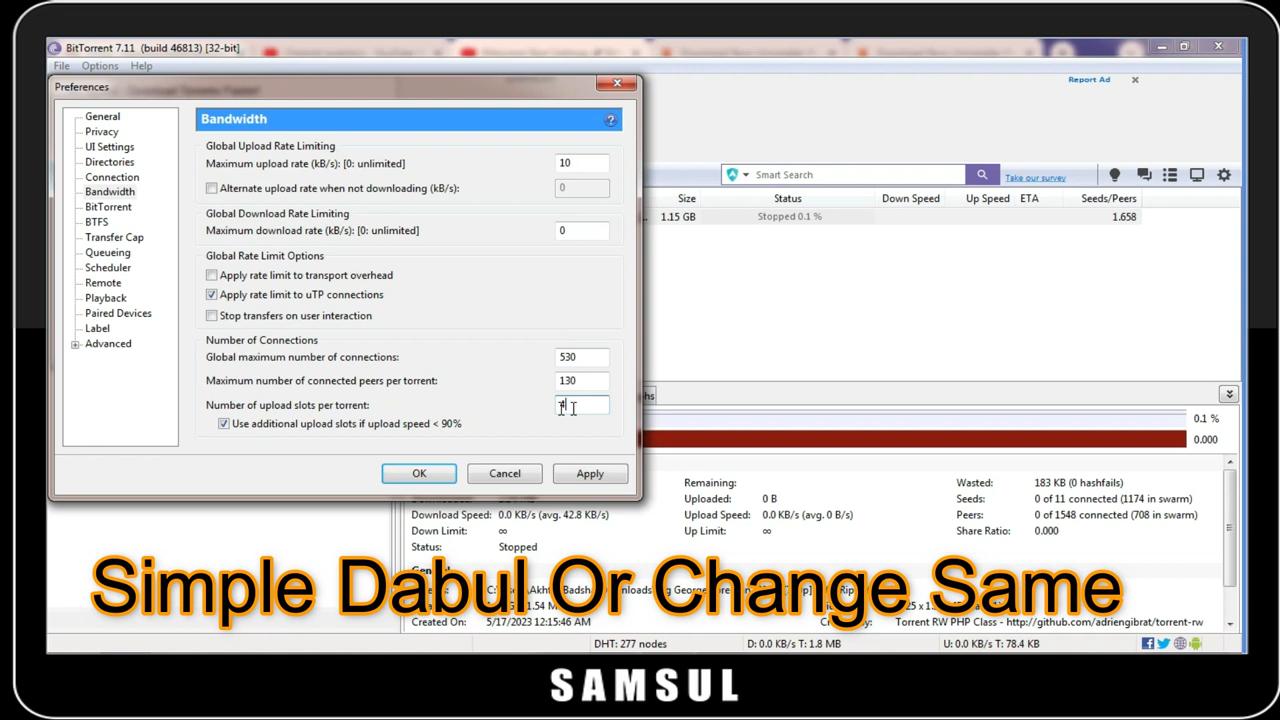 BitTorrent 7.11 (build 46813) [32-bit]
File Options Help
Preferences
Report Ad
General
Privacy
UI Settings
Directories
Connection
Bandwidth
BitTorrent
BTFS
Transfer Cap
Queueing
Scheduler
Remote
Playback
Paired Devices
Label
Advanced
Bandwidth
Global Upload Rate Limiting
Maximum upload rate (kB/s): [0: unlimited] 10
Alternate upload rate when not downloading (kB/s): 0
Global Download Rate Limiting
Maximum download rate (kB/s): [0: unlimited] 0
Global Rate Limit Options
Apply rate limit to transport overhead
Apply rate limit to uTP connections
Stop transfers on user interaction
Number of Connections
Global maximum number of connections: 530
Maximum number of connected peers per torrent: 130
Number of upload slots per torrent: 4
Use additional upload slots if upload speed < 90%
OK Cancel Apply
Smart Search Take our survey
Size Status Down Speed Up Speed ETA Seeds/Peers
1.15 GB Stopped 0.1 % 1.658
0.1 %
0.000
Remaining: Wasted: 183 KB (0 hashfails)
Uploaded: 0 B Seeds: 0 of 11 connected (1174 in swarm)
Download Speed: 0.0 KB/s (avg. 42.8 KB/s) Upload Speed: 0.0 KB/s (avg. 0 B/s) Peers: 0 of 1548 connected (708 in swarm)
Down Limit: ∞ Up Limit: ∞ Share Ratio: 0.000
Status: Stopped
Simple Dabul Or Change Same
Torrent RW PHP Class - http://github.com/adriengibrat/torrent-rw
Created On: 5/17/2023 12:15:46 AM
DHT: 277 nodes D: 0.0 KB/s T: 1.8 MB U: 0.0 KB/s T: 78.4 KB
SAMSUL